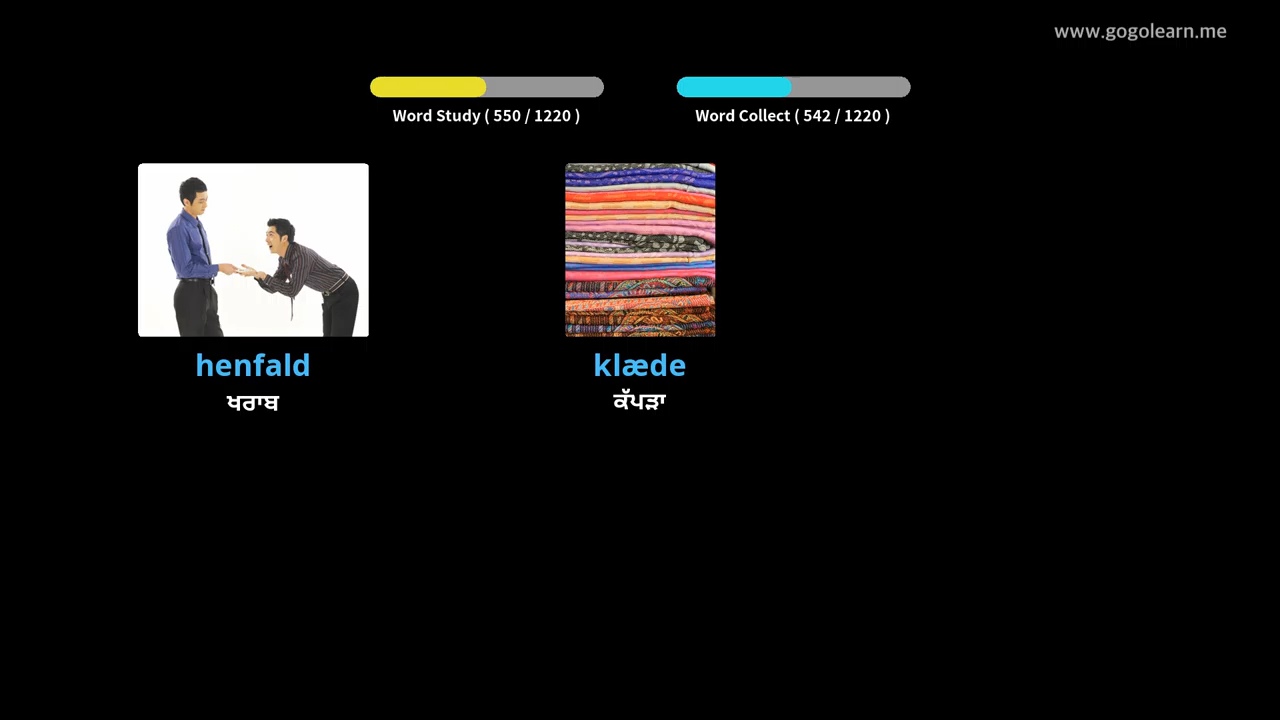 www.gogolearn.me
Word Study ( 550 / 1220 )
Word Collect ( 542 / 1220 )
henfald
ਖਰਾਬ
klæde
ਕੱਪੜਾ